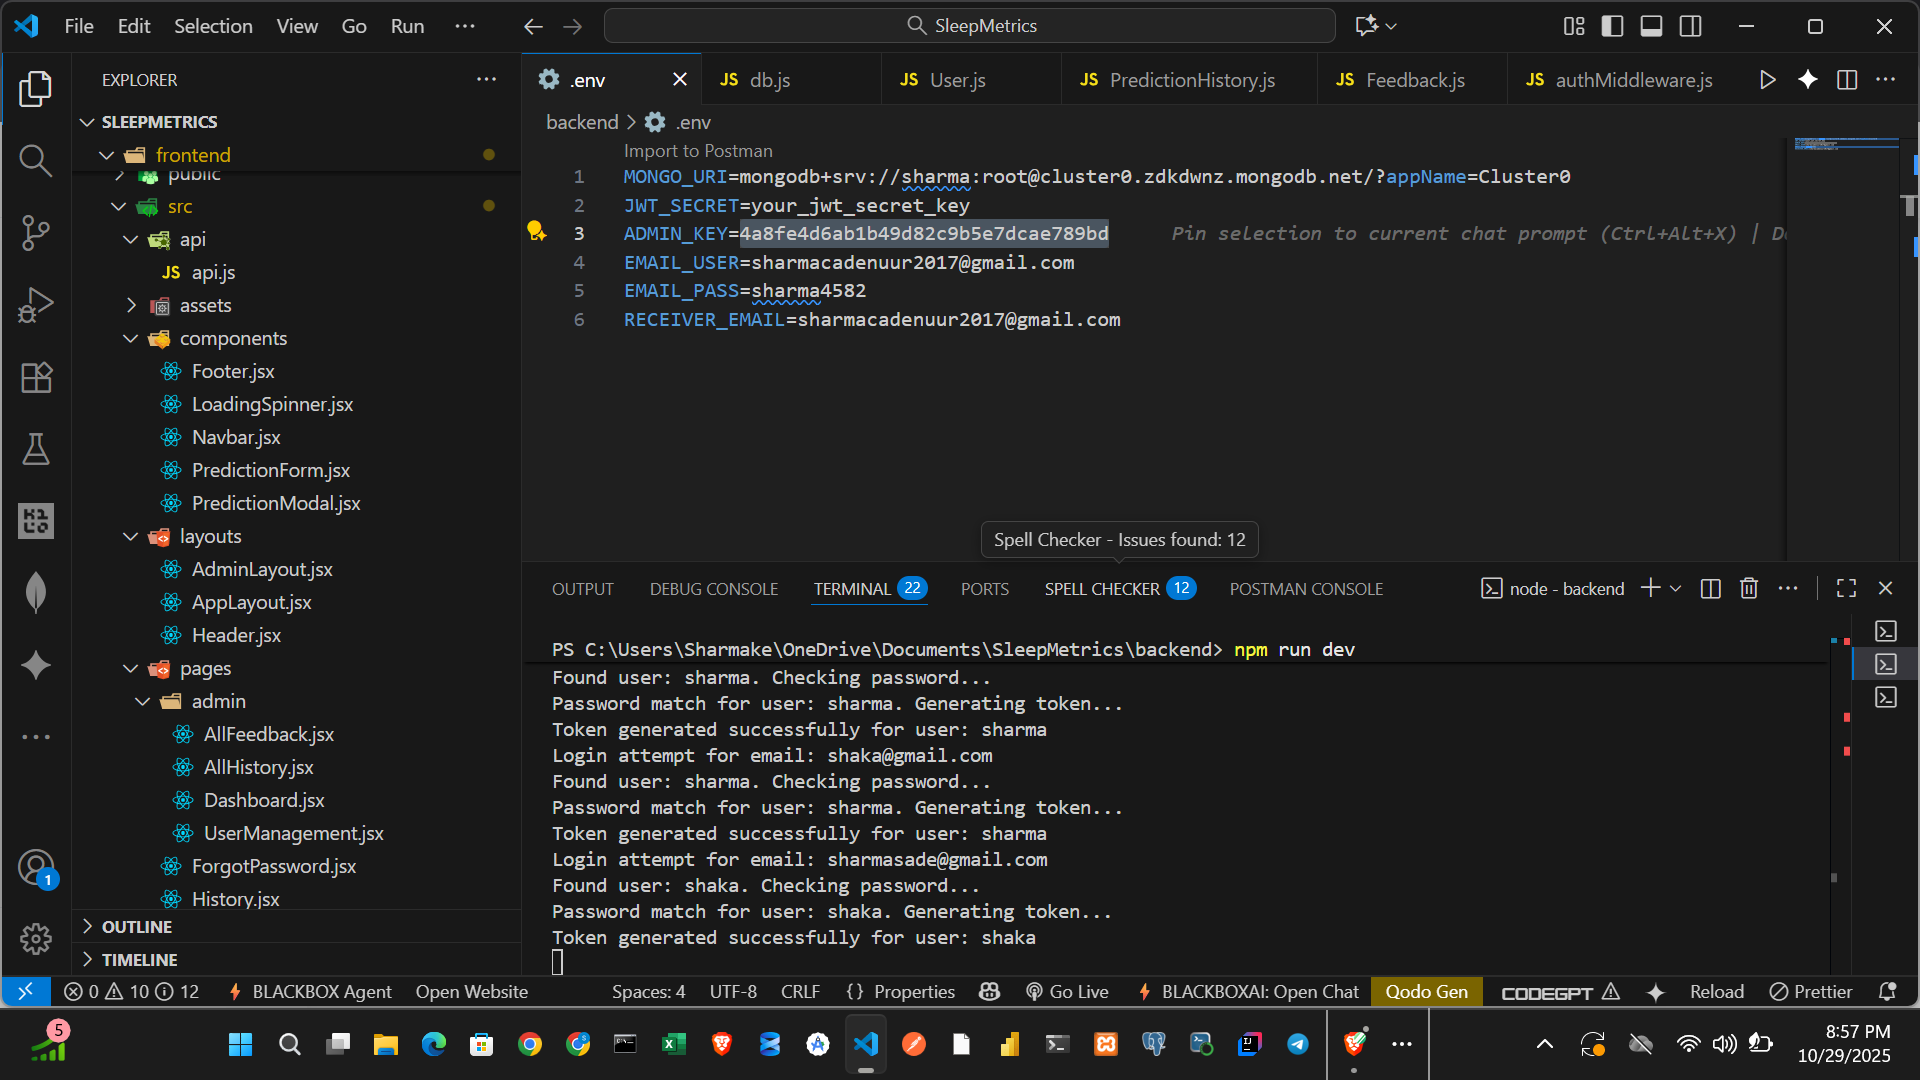 File Edit Selection View Go Run
SleepMetrics
EXPLORER
SLEEPMETRICS
frontend
public
src
api
JS api.js
assets
components
Footer.jsx
LoadingSpinner.jsx
Navbar.jsx
PredictionForm.jsx
PredictionModal.jsx
layouts
AdminLayout.jsx
AppLayout.jsx
Header.jsx
pages
admin
AllFeedback.jsx
AllHistory.jsx
Dashboard.jsx
UserManagement.jsx
ForgotPassword.jsx
History.jsx
OUTLINE
TIMELINE
1
.env
JS db.js
JS User.js
JS PredictionHistory.js
JS Feedback.js
JS authMiddleware.js
backend > .env
Import to Postman
1 MONGO_URI=mongodb+srv://sharma:root@cluster0.zdkdwnz.mongodb.net/?appName=Cluster0
2 JWT_SECRET=your_jwt_secret_key
3 ADMIN_KEY=4a8fe4d6ab1b49d82c9b5e7dcae789bd Pin selection to current chat prompt (Ctrl+Alt+X) |
4 EMAIL_USER=sharmacadenuur2017@gmail.com
5 EMAIL_PASS=sharma4582
6 RECEIVER_EMAIL=sharmacadenuur2017@gmail.com
Spell Checker - Issues found: 12
OUTPUT DEBUG CONSOLE TERMINAL 22 PORTS SPELL CHECKER 12 POSTMAN CONSOLE
node - backend
PS C:\Users\Sharmake\OneDrive\Documents\SleepMetrics\backend> npm run dev
Found user: sharma. Checking password...
Password match for user: sharma. Generating token...
Token generated successfully for user: sharma
Login attempt for email: shaka@gmail.com
Found user: sharma. Checking password...
Password match for user: sharma. Generating token...
Token generated successfully for user: sharma
Login attempt for email: sharmasade@gmail.com
Found user: shaka. Checking password...
Password match for user: shaka. Generating token...
Token generated successfully for user: shaka
0 10 12 BLACKBOX Agent Open Website Spaces: 4 UTF-8 CRLF {} Properties Go Live BLACKBOXAI: Open Chat Qodo Gen CODEGPT Reload Prettier
5
8:57 PM
10/29/2025